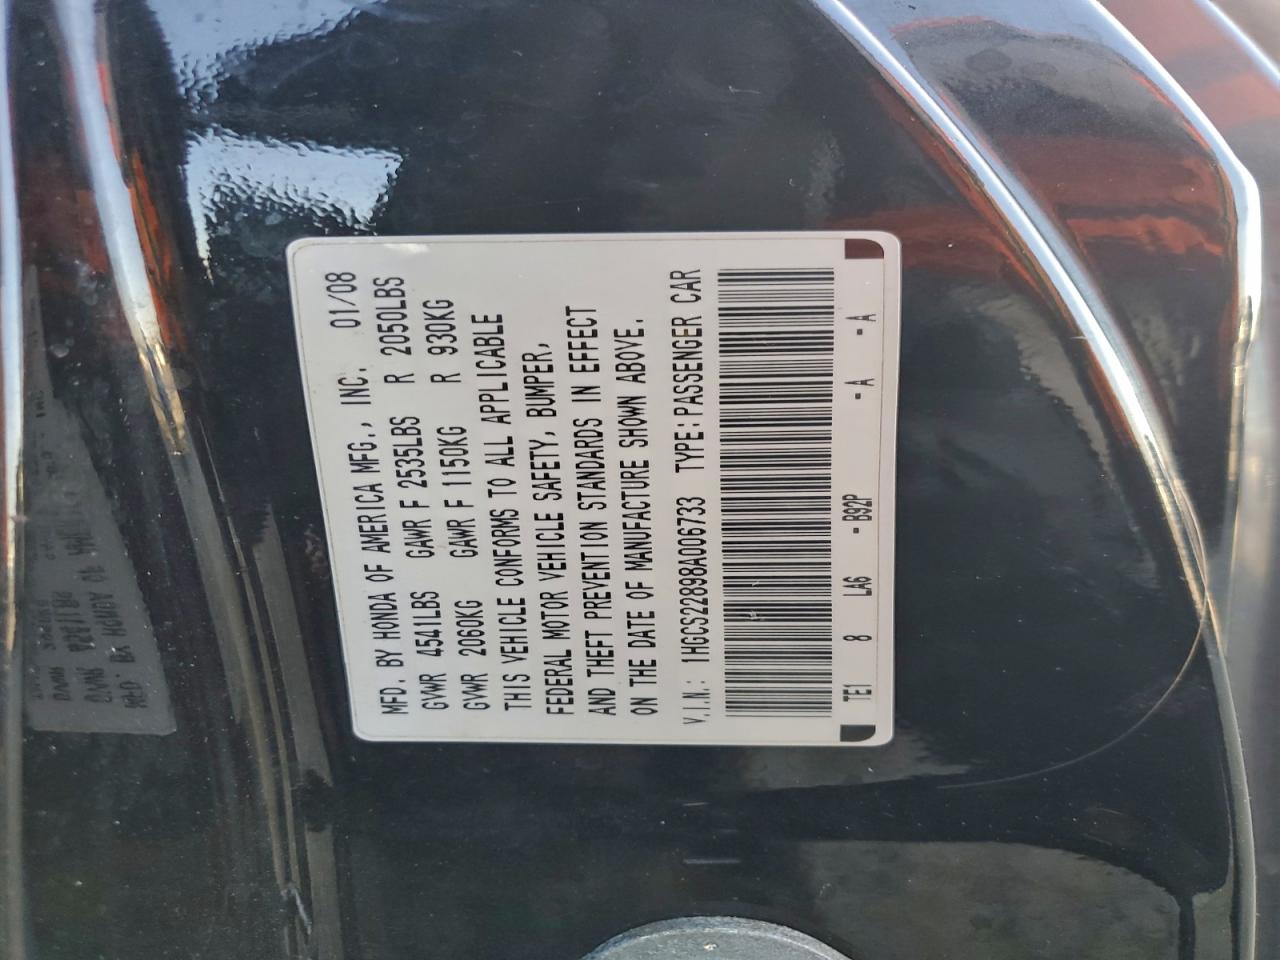 MFD. BY HONDA OF AMERICA MFG., INC. 01/08
GVWR 4541LBS GAWR F 2535LBS R 2050LBS
GVWR 2060KG GAWR F 1150KG R 930KG
THIS VEHICLE CONFORMS TO ALL APPLICABLE
FEDERAL MOTOR VEHICLE SAFETY, BUMPER,
AND THEFT PREVENTION STANDARDS IN EFFECT
ON THE DATE OF MANUFACTURE SHOWN ABOVE.
V.I.N.: 1HGCS22898A006733 TYPE: PASSENGER CAR
TE1 8 LA6 -B92P -A -A